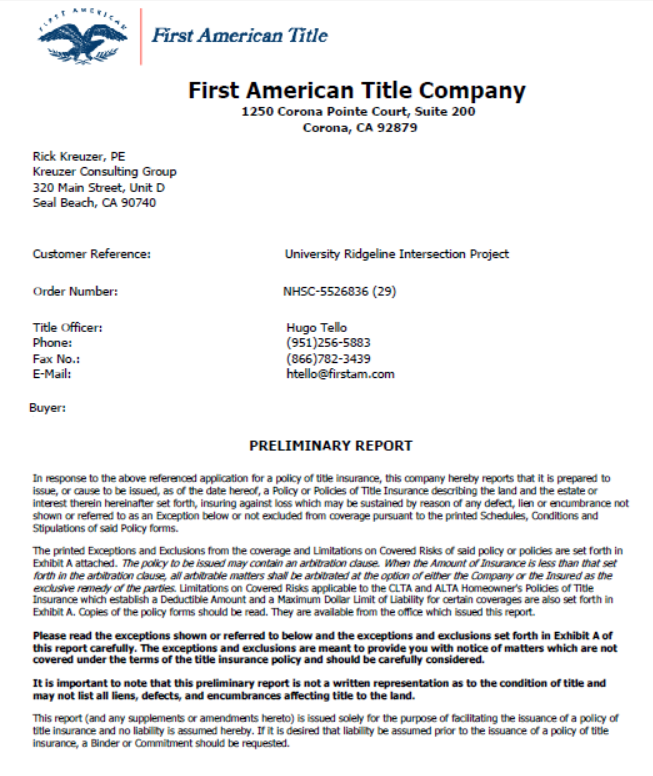 FIRST AMERICAN
First American Title
First American Title Company
1250 Corona Pointe Court, Suite 200
Corona, CA 92879
Rick Kreuzer, PE
Kreuzer Consulting Group
320 Main Street, Unit D
Seal Beach, CA 90740
Customer Reference: University Ridgeline Intersection Project
Order Number: NHSC-5526836 (29)
Title Officer: Hugo Tello
Phone: (951)256-5883
Fax No.: (866)782-3439
E-Mail: htello@firstam.com
Buyer:
PRELIMINARY REPORT
In response to the above referenced application for a policy of title insurance, this company hereby reports that it is prepared to
issue, or cause to be issued, as of the date hereof, a Policy or Policies of Title Insurance describing the land and the estate or
interest therein hereinafter set forth, insuring against loss which may be sustained by reason of any defect, lien or encumbrance not
shown or referred to as an Exception below or not excluded from coverage pursuant to the printed Schedules, Conditions and
Stipulations of said Policy forms.
The printed Exceptions and Exclusions from the coverage and Limitations on Covered Risks of said policy or policies are set forth in
Exhibit A attached. The policy to be issued may contain an arbitration clause. When the Amount of Insurance is less than that set
forth in the arbitration clause, all arbitrable matters shall be arbitrated at the option of either the Company or the Insured as the
exclusive remedy of the parties. Limitations on Covered Risks applicable to the CLTA and ALTA Homeowner's Policies of Title
Insurance which establish a Deductible Amount and a Maximum Dollar Limit of Liability for certain coverages are also set forth in
Exhibit A. Copies of the policy forms should be read. They are available from the office which issued this report.
Please read the exceptions shown or referred to below and the exceptions and exclusions set forth in Exhibit A of
this report carefully. The exceptions and exclusions are meant to provide you with notice of matters which are not
covered under the terms of the title insurance policy and should be carefully considered.
It is important to note that this preliminary report is not a written representation as to the condition of title and
may not list all liens, defects, and encumbrances affecting title to the land.
This report (and any supplements or amendments hereto) is issued solely for the purpose of facilitating the issuance of a policy of
title insurance and no liability is assumed hereby. If it is desired that liability be assumed prior to the issuance of a policy of title
insurance, a Binder or Commitment should be requested.